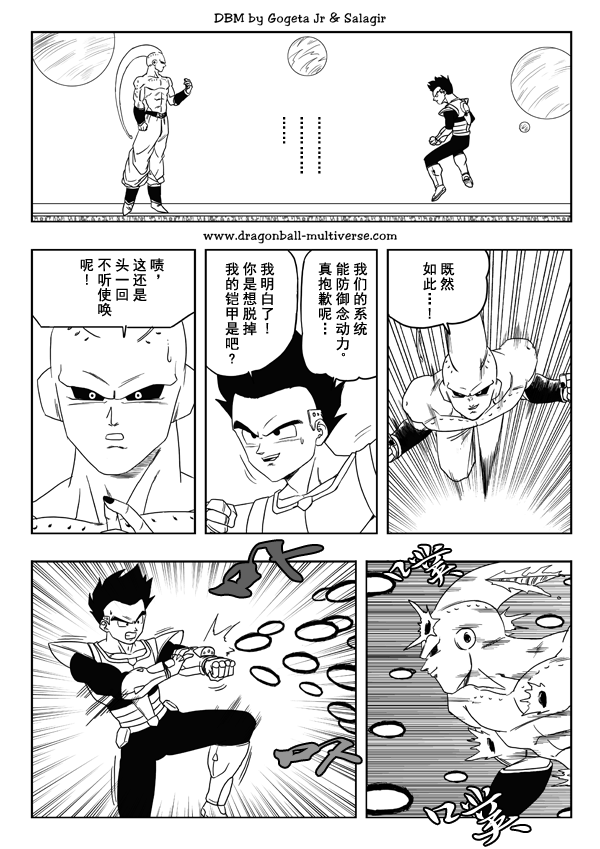 DBM by Gogeta Jr & Salagir
……
………
………
www.dragonball-multiverse.com
啧，
这还是
头一回
不听使唤
呢！
我明白了！
你是想脱掉
我的铠甲是吧？
我们的系统
能防御念动力。
真抱歉呢…
既然
如此…！